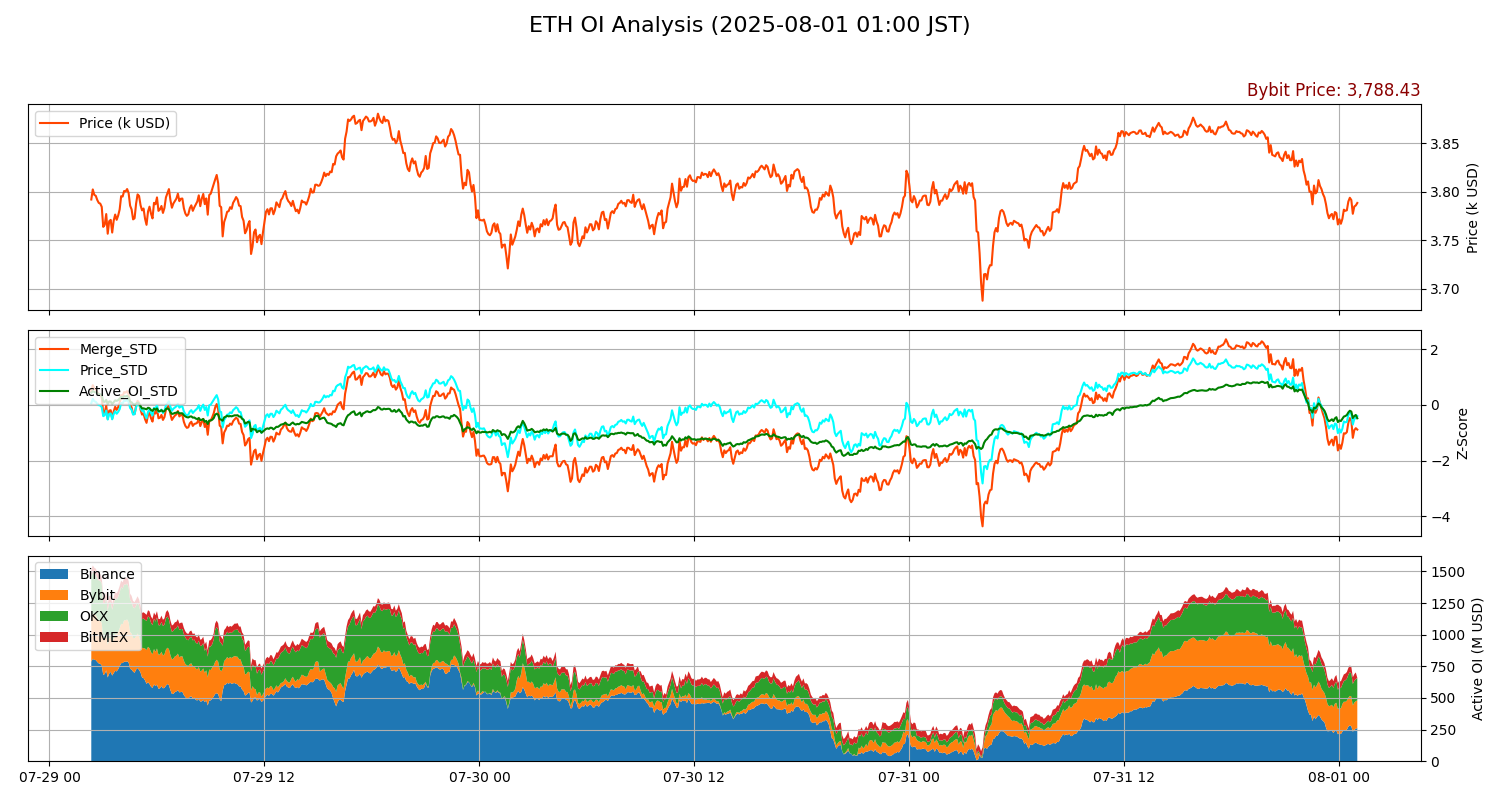 ETH OI Analysis (2025-08-01 01:00 JST)
Bybit Price: 3,788.43
Price (k USD)
3.85
3.80
3.75
3.70
Price (k USD)
Merge_STD
Price_STD
Active_OI_STD
2
0
−2
−4
Z-Score
Binance
Bybit
OKX
BitMEX
1500
1250
1000
750
500
250
0
Active OI (M USD)
07-29 00
07-29 12
07-30 00
07-30 12
07-31 00
07-31 12
08-01 00